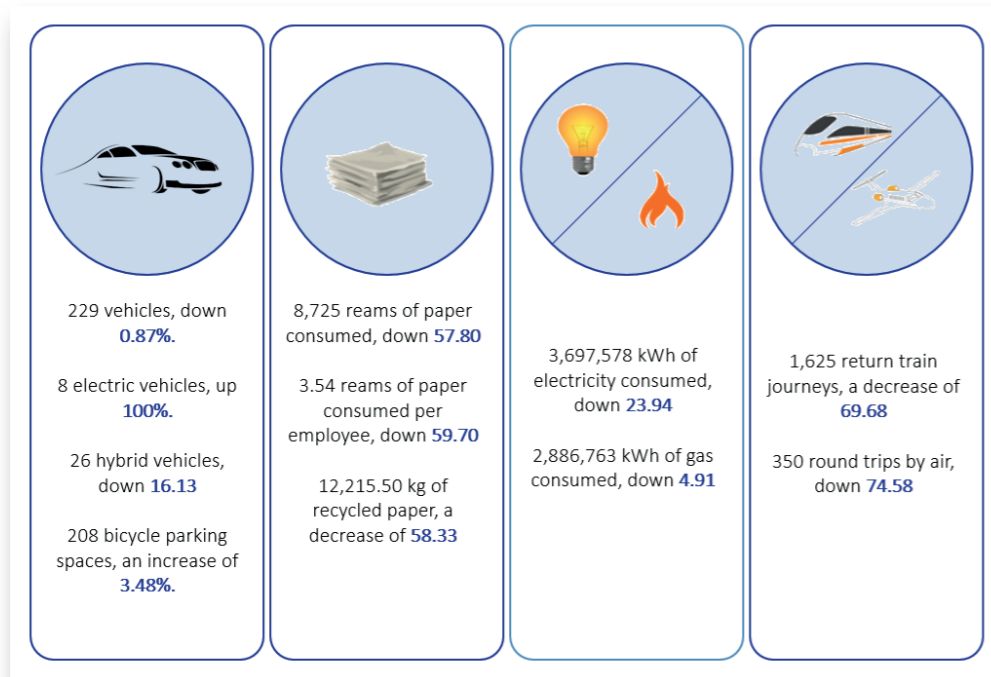 229 vehicles, down
0.87%.
8 electric vehicles, up
100%.
26 hybrid vehicles,
down 16.13
208 bicycle parking
spaces, an increase of
3.48%.
8,725 reams of paper
consumed, down 57.80
3.54 reams of paper
consumed per
employee, down 59.70
12,215.50 kg of
recycled paper, a
decrease of 58.33
3,697,578 kWh of
electricity consumed,
down 23.94
2,886,763 kWh of gas
consumed, down 4.91
1,625 return train
journeys, a decrease of
69.68
350 round trips by air,
down 74.58